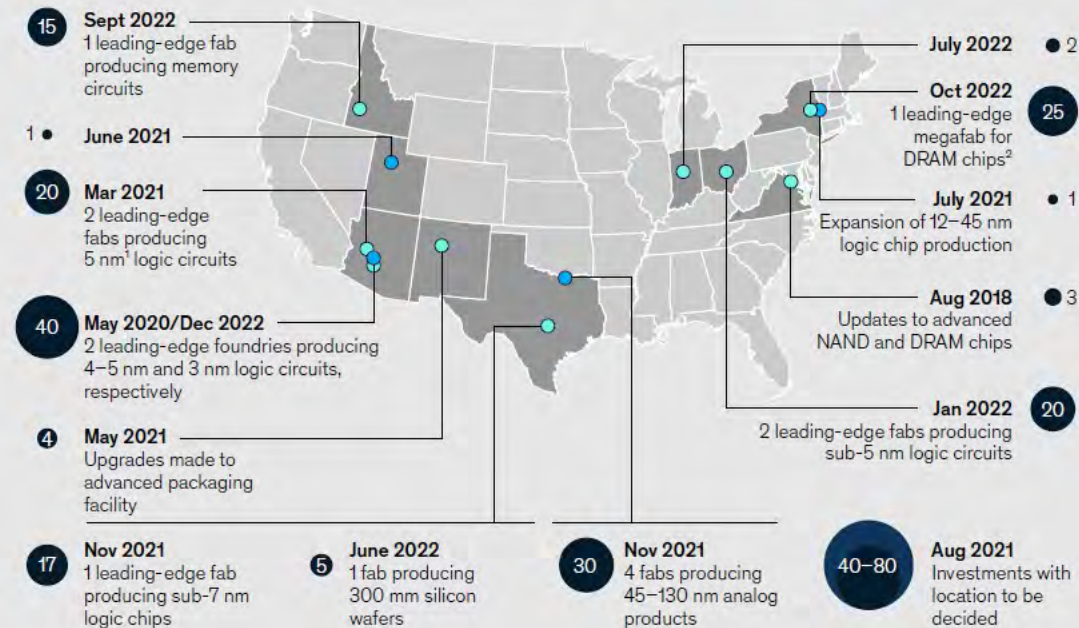 15
Sept 2022
1 leading-edge fab
producing memory
circuits
1
June 2021
20
Mar 2021
2 leading-edge
fabs producing
5 nm¹ logic circuits
40
May 2020/Dec 2022
2 leading-edge foundries producing
4–5 nm and 3 nm logic circuits,
respectively
4
May 2021
Upgrades made to
advanced packaging
facility
July 2022
2
Oct 2022
25
1 leading-edge
megafab for
DRAM chips²
July 2021
1
Expansion of 12–45 nm
logic chip production
Aug 2018
3
Updates to advanced
NAND and DRAM chips
Jan 2022
20
2 leading-edge fabs producing
sub-5 nm logic circuits
17
Nov 2021
1 leading-edge fab
producing sub-7 nm
logic chips
5
June 2022
1 fab producing
300 mm silicon
wafers
30
Nov 2021
4 fabs producing
45–130 nm analog
products
40–80
Aug 2021
Investments with
location to be
decided